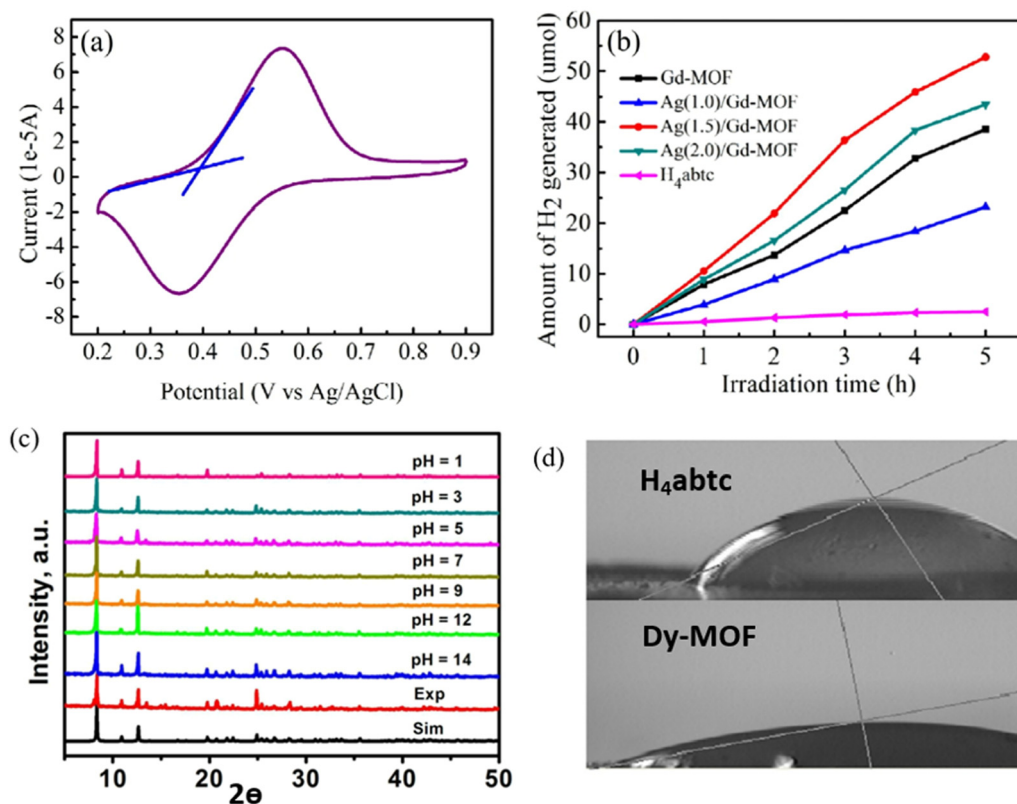 (a)
Current (1e-5A)
8
6
4
2
0
-2
-4
-6
-8
0.2 0.3 0.4 0.5 0.6 0.7 0.8 0.9
Potential (V vs Ag/AgCl)
(b)
Amount of H2 generated (umol)
60
50
40
30
20
10
0
Gd-MOF
Ag(1.0)/Gd-MOF
Ag(1.5)/Gd-MOF
Ag(2.0)/Gd-MOF
H4abtc
0 1 2 3 4 5
Irradiation time (h)
(c)
Intensity, a.u.
pH = 1
pH = 3
pH = 5
pH = 7
pH = 9
pH = 12
pH = 14
Exp
Sim
10 20 30 40 50
2ɵ
(d)
H4abtc
Dy-MOF